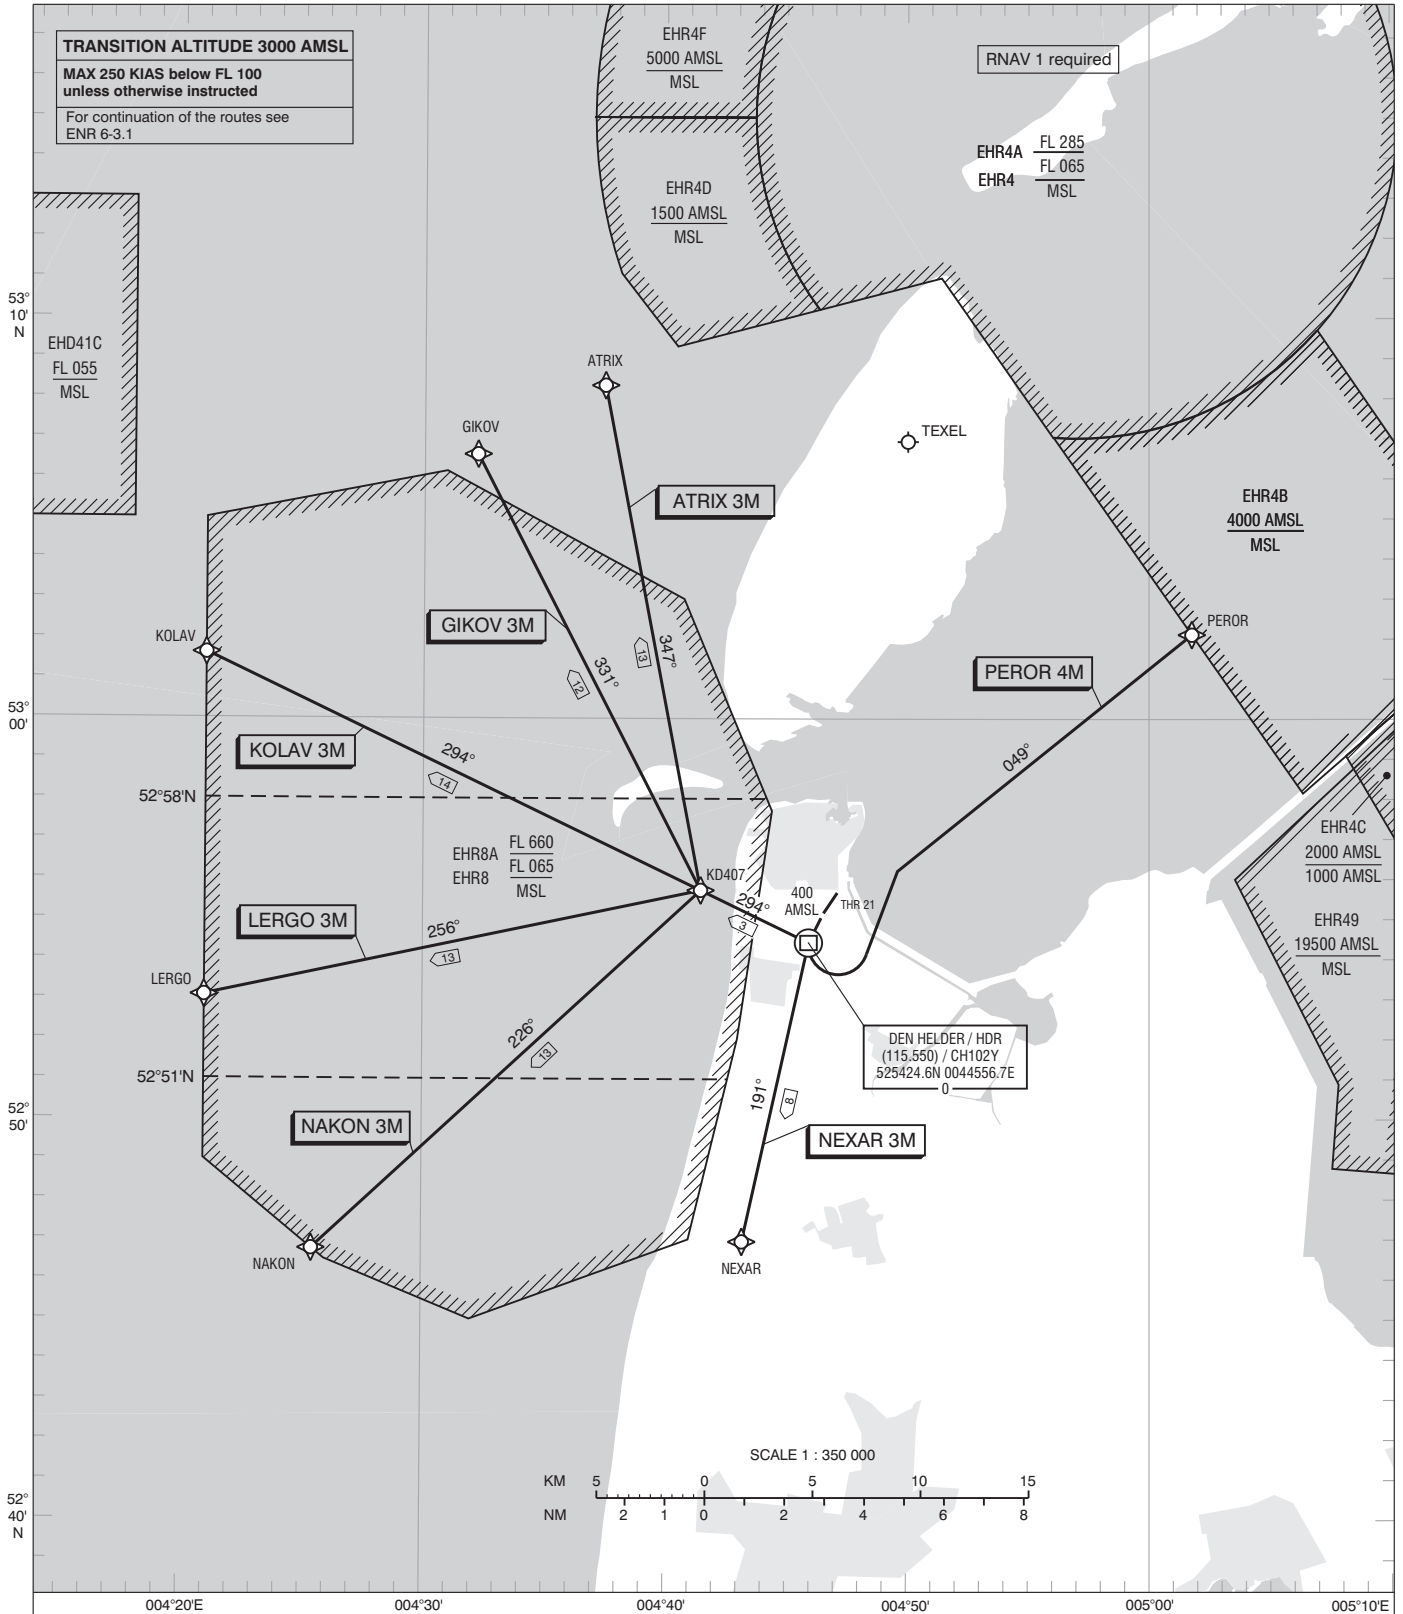 TRANSITION ALTITUDE 3000 AMSL
MAX 250 KIAS below FL 100
unless otherwise instructed
For continuation of the routes see
ENR 6-3.1
EHR4F
5000 AMSL
MSL
RNAV 1 required
EHR4A FL 285
FL 065
EHR4
MSL
EHR4D
1500 AMSL
MSL
53°
10'
N
EHD41C
FL 055
MSL
ATRIX
GIKOV
TEXEL
ATRIX 3M
EHR4B
4000 AMSL
MSL
GIKOV 3M
KOLAV
PEROR
347°
13
331°
12
PEROR 4M
53°
00'
KOLAV 3M
294°
14
049°
52°58'N
EHR8A FL 660
FL 065
EHR8
MSL
EHR4C
2000 AMSL
1000 AMSL
KD407
294°
3
400
AMSL
THR 21
LERGO 3M
256°
13
EHR49
19500 AMSL
MSL
LERGO
226°
13
DEN HELDER / HDR
(115.550) / CH102Y
525424.6N 0044556.7E
0
52°51'N
191°
8
52°
50'
NAKON 3M
NEXAR 3M
NAKON
NEXAR
SCALE 1 : 350 000
KM 5 0 5 10 15
NM 2 1 0 2 4 6 8
52°
40'
N
004°20'E 004°30' 004°40' 004°50' 005°00' 005°10'E